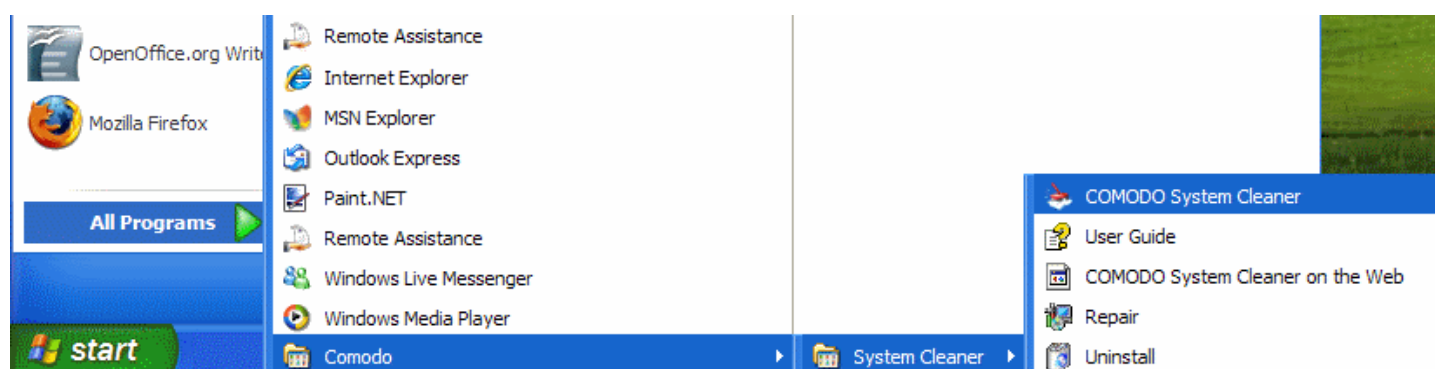 OpenOffice.org Writ
Mozilla Firefox
All Programs
start
Remote Assistance
Internet Explorer
MSN Explorer
Outlook Express
Paint.NET
Remote Assistance
Windows Live Messenger
Windows Media Player
Comodo
System Cleaner
COMODO System Cleaner
User Guide
COMODO System Cleaner on the Web
Repair
Uninstall